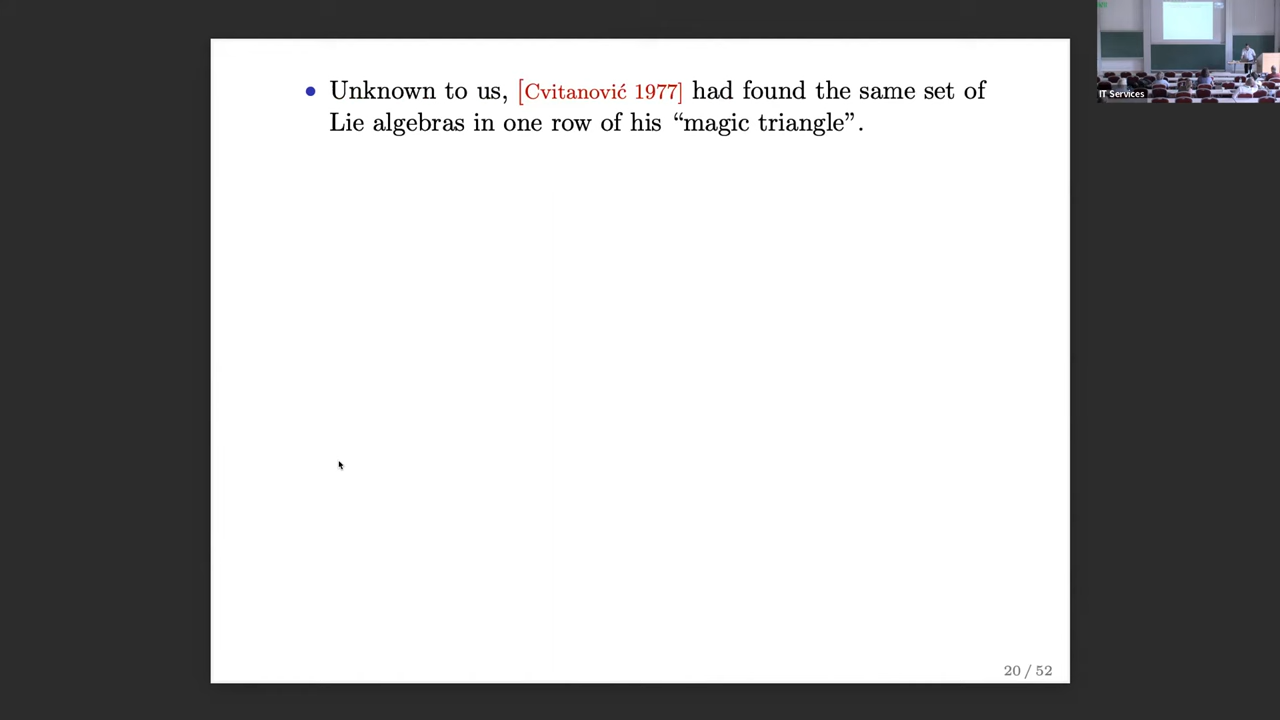 • Unknown to us, [Cvitanović 1977] had found the same set of
Lie algebras in one row of his “magic triangle”.
IT Services
20 / 52